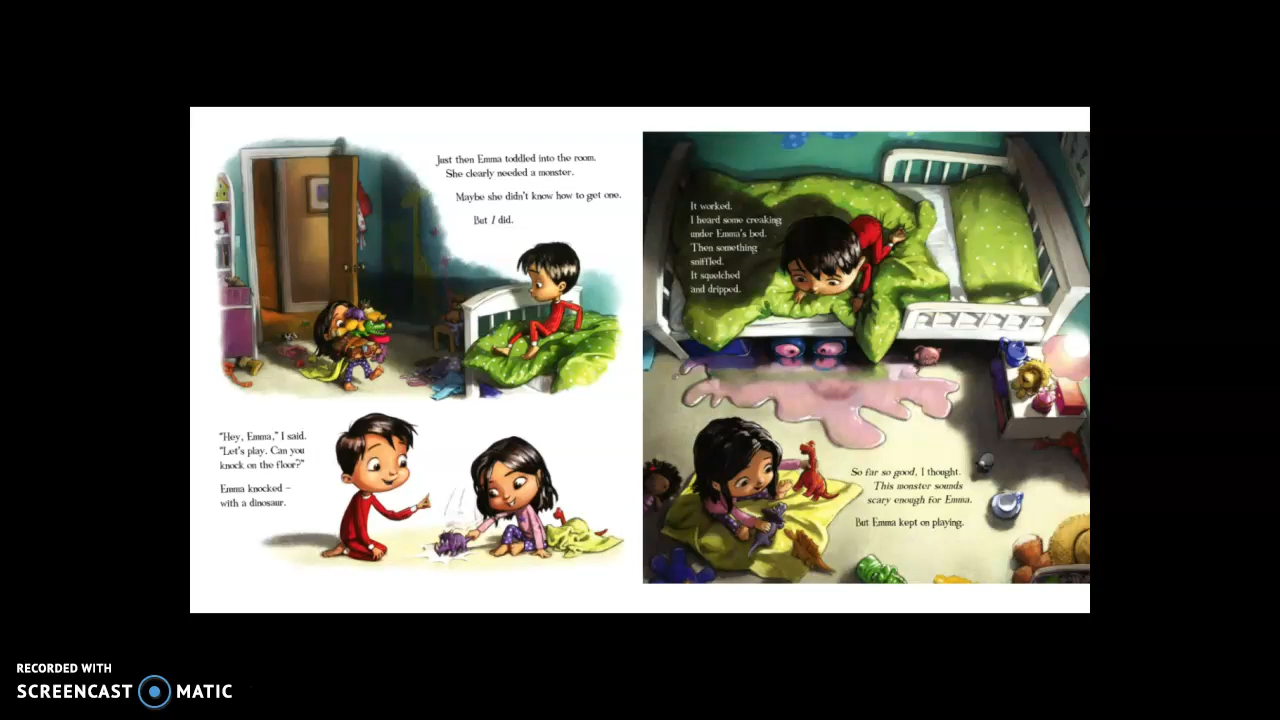 Just then Emma toddled into the room.
She clearly needed a monster.
Maybe she didn't know how to get one.
But I did.
"Hey, Emma," I said.
"Let's play. Can you
knock on the floor?"
Emma knocked –
with a dinosaur.
It worked.
I heard some creaking
under Emma's bed.
Then something
sniffled.
It squelched
and dripped.
So far so good, I thought.
This monster sounds
scary enough for Emma.
But Emma kept on playing.
RECORDED WITH
SCREENCAST MATIC